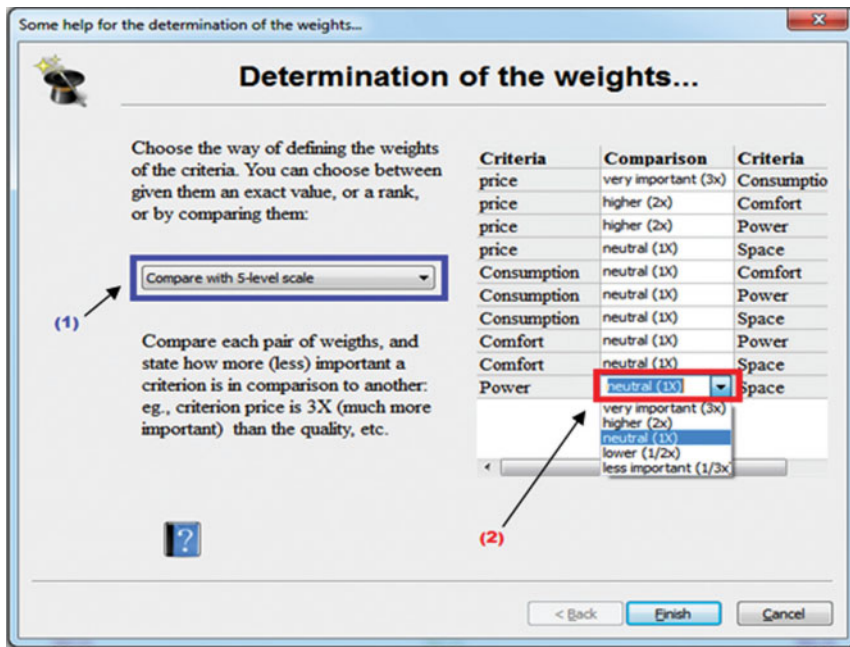 Some help for the determination of the weights...
Determination of the weights...
Choose the way of defining the weights
of the criteria. You can choose between
given them an exact value, or a rank,
or by comparing them:
Compare with 5-level scale
(1)
Compare each pair of weigths, and
state how more (less) important a
criterion is in comparison to another:
eg., criterion price is 3X (much more
important) than the quality, etc.
?
Criteria Comparison Criteria
price very important (3x) Consumptio
price higher (2x) Comfort
price higher (2x) Power
price neutral (1X) Space
Consumption neutral (1X) Comfort
Consumption neutral (1X) Power
Consumption neutral (1X) Space
Comfort neutral (1X) Power
Comfort neutral (1X) Space
Power neutral (1X) Space
very important (3x)
higher (2x)
neutral (1X)
lower (1/2x)
less important (1/3x
(2)
< Back Finish Cancel